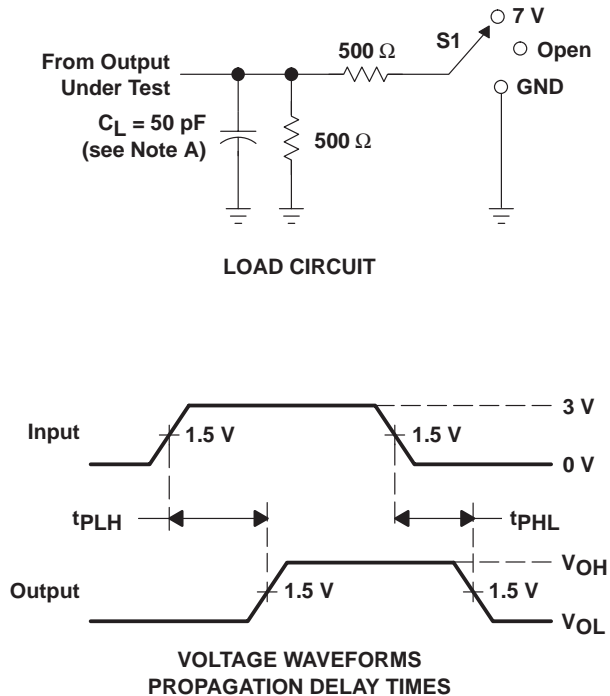 7 V
500 Ω
S1
Open
From Output
Under Test
GND
CL = 50 pF
(see Note A)
500 Ω
LOAD CIRCUIT
3 V
Input
1.5 V
1.5 V
0 V
tPLH
tPHL
VOH
Output
1.5 V
1.5 V
VOL
VOLTAGE WAVEFORMS
PROPAGATION DELAY TIMES